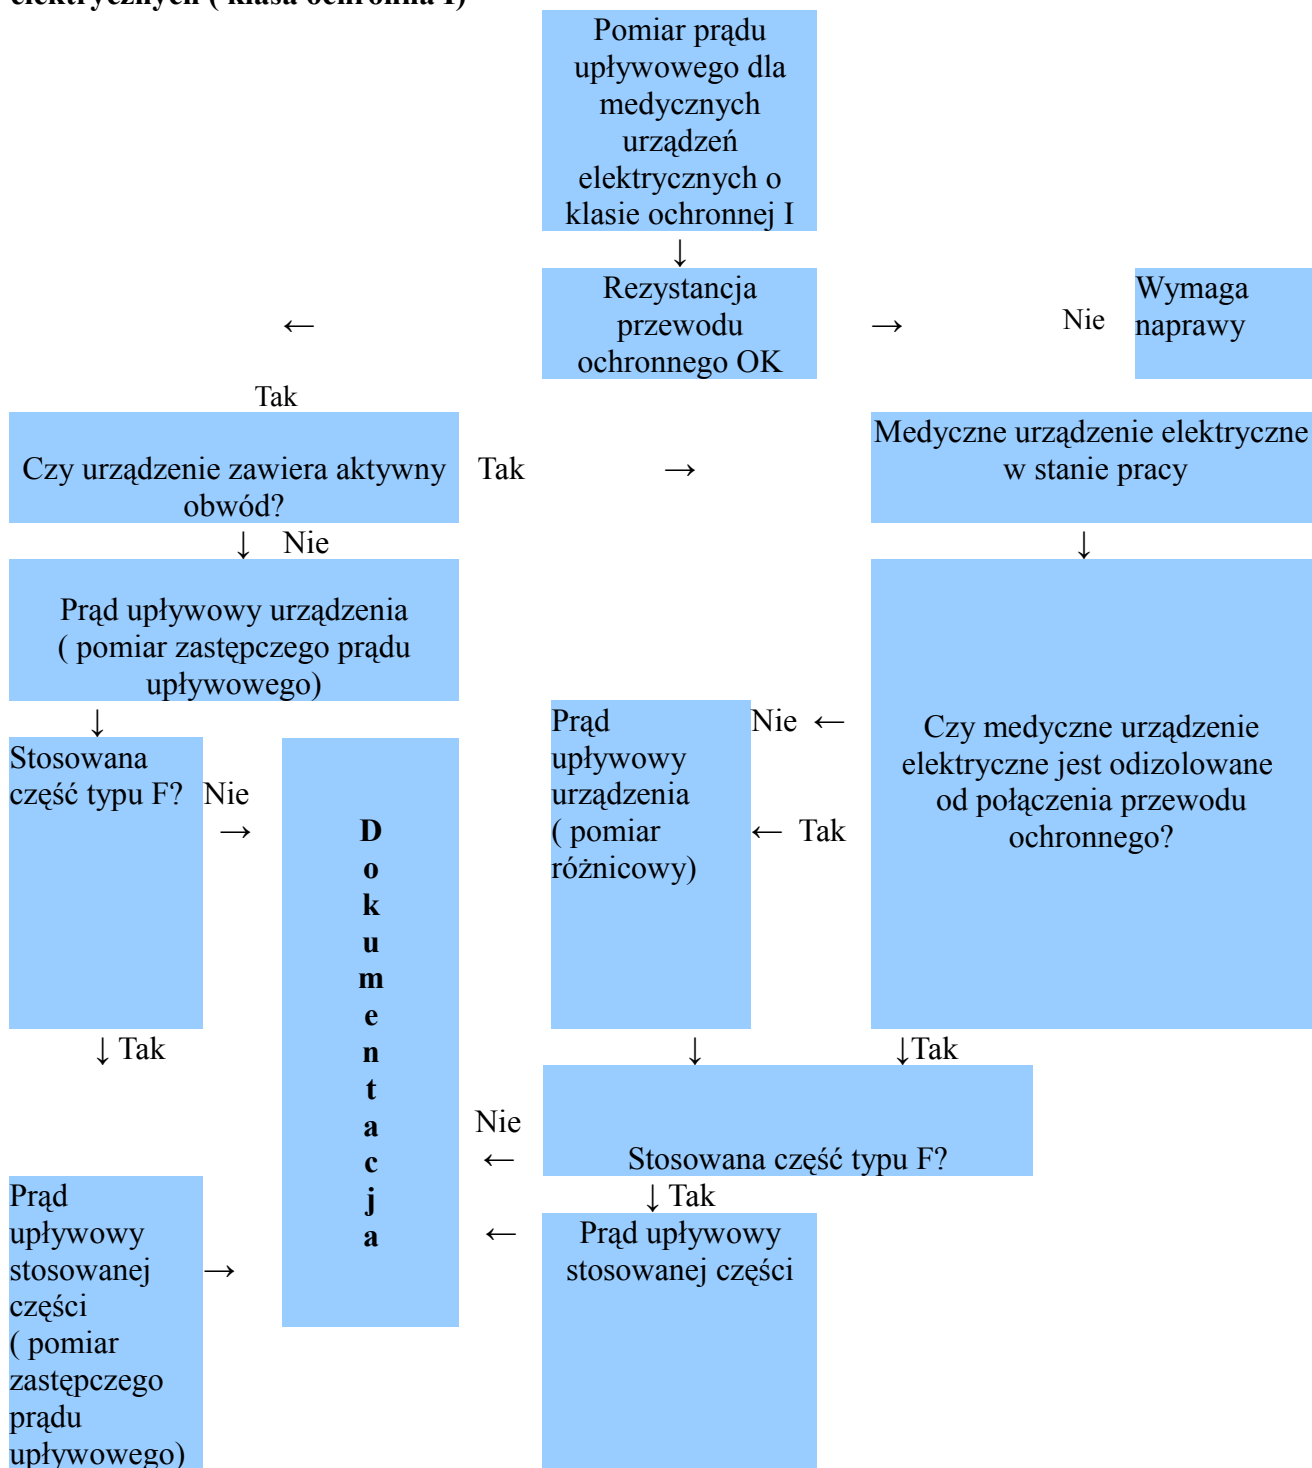 elektrycznych ( klasa ochronna I)
Pomiar prądu
upływowego dla
medycznych
urządzeń
elektrycznych o
klasie ochronnej I
↓
Rezystancja
przewodu
ochronnego OK
←
→
Nie
Wymaga
naprawy
Tak
Czy urządzenie zawiera aktywny
obwód?
Tak
→
Medyczne urządzenie elektryczne
w stanie pracy
↓ Nie
↓
Prąd upływowy urządzenia
( pomiar zastępczego prądu
upływowego)
↓
Stosowana
część typu F?
Nie
→
D
o
k
u
m
e
n
t
a
c
j
a
Prąd
upływowy
urządzenia
( pomiar
różnicowy)
Nie ←
← Tak
Czy medyczne urządzenie
elektryczne jest odizolowane
od połączenia przewodu
ochronnego?
↓ Tak
↓
↓Tak
Nie
←
Stosowana część typu F?
↓ Tak
Prąd
upływowy
stosowanej
części
( pomiar
zastępczego
prądu
upływowego)
→
←
Prąd upływowy
stosowanej części